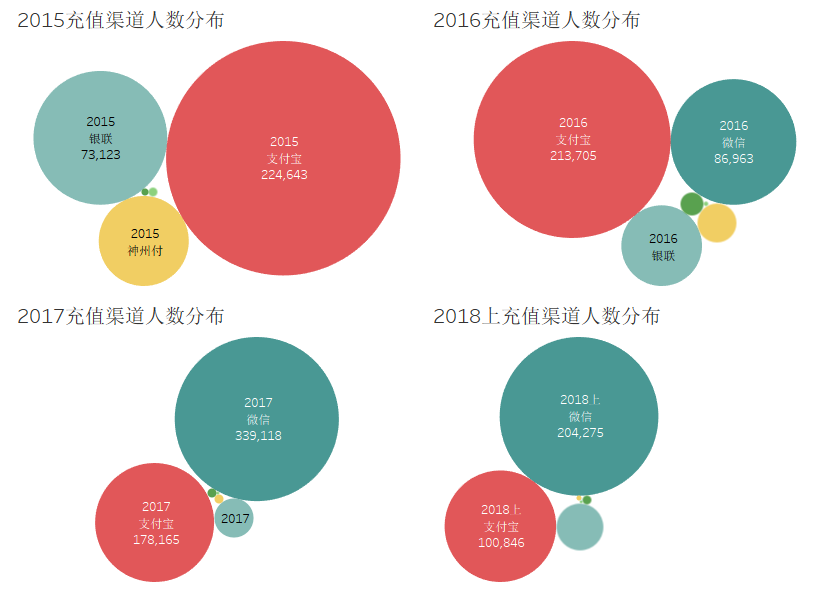 2015充值渠道人数分布
2015
银联
73,123
2015
支付宝
224,643
2015
神州付
2016充值渠道人数分布
2016
支付宝
213,705
2016
微信
86,963
2016
银联
2017充值渠道人数分布
2017
微信
339,118
2017
支付宝
178,165
2017
2018上充值渠道人数分布
2018上
微信
204,275
2018上
支付宝
100,846